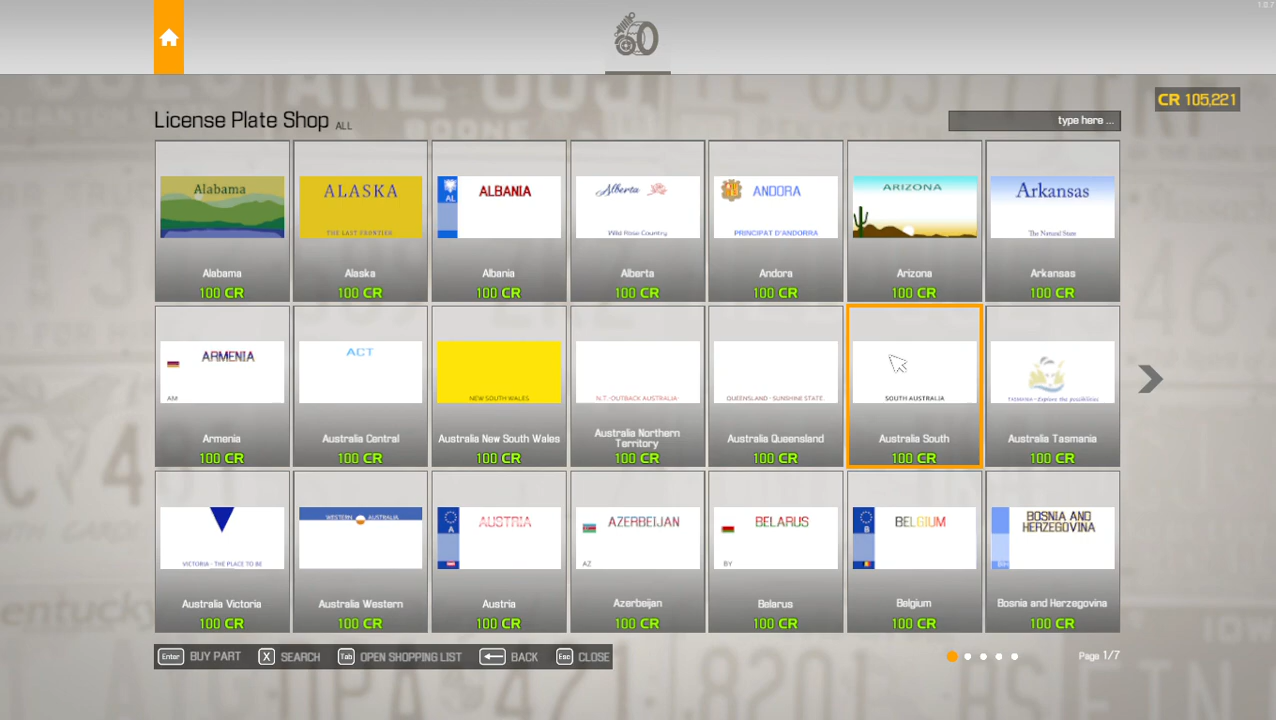 1.2.7
CR 105,221
License Plate Shop ALL
type here ...
Alabama
ALASKA
THE LAST FRONTIER
AL
ALBANIA
Alberta
Wild Rose Country
ANDORA
PRINCIPAT D'ANDORRA
ARIZONA
Arkansas
The Natural State
Alabama
Alaska
Albania
Alberta
Andora
Arizona
Arkansas
100 CR
100 CR
100 CR
100 CR
100 CR
100 CR
100 CR
ARMENIA
AM
ACT
NEW SOUTH WALES
N.T. - OUTBACK AUSTRALIA
QUEENSLAND - SUNSHINE STATE
SOUTH AUSTRALIA
TASMANIA - Explore the possibilities
Armenia
Australia Central
Australia New South Wales
Australia Northern
Territory
Australia Queensland
Australia South
Australia Tasmania
100 CR
100 CR
100 CR
100 CR
100 CR
100 CR
100 CR
VICTORIA - THE PLACE TO BE
WESTERN AUSTRALIA
A
AUSTRIA
AZERBEIJAN
AZ
BELARUS
BY
B
BELGIUM
BOSNIA AND
HERZEGOVINA
BIH
Australia Victoria
Australia Western
Austria
Azerbeijan
Belarus
Belgium
Bosnia and Herzegovina
100 CR
100 CR
100 CR
100 CR
100 CR
100 CR
100 CR
Enter BUY PART X SEARCH Tab OPEN SHOPPING LIST BACK Esc CLOSE
Page 1/7